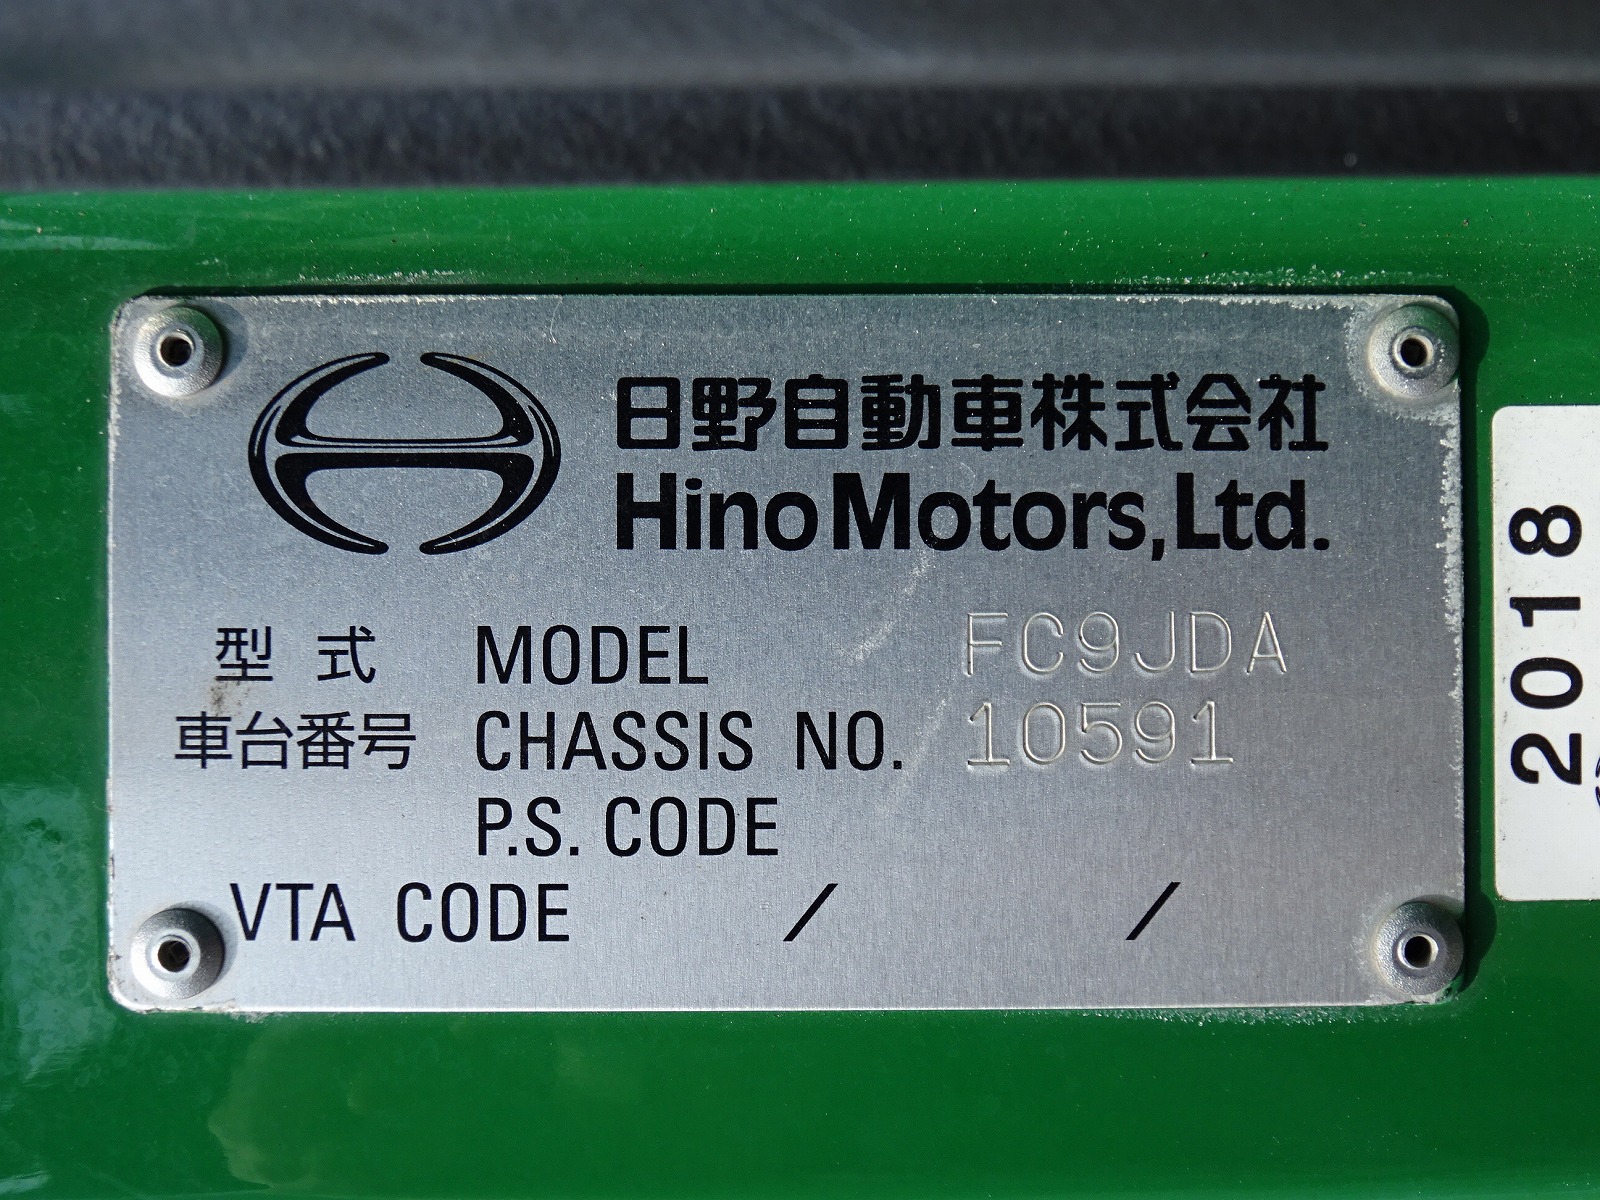 日野自動車株式会社
Hino Motors, Ltd.
型式 MODEL FC9JDA
車台番号 CHASSIS NO. 10591
P.S. CODE
VTA CODE / /
2018